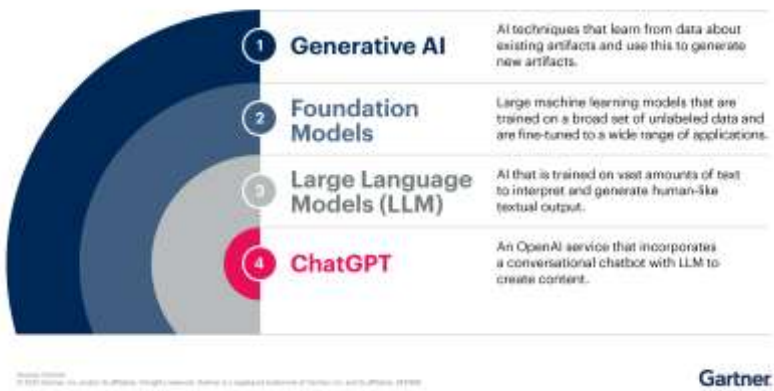 1
Generative AI
AI techniques that learn from data about
existing artifacts and use this to generate
new artifacts.
2
Foundation
Models
Large machine learning models that are
trained on a broad set of unlabeled data and
are fine-tuned to a wide range of applications.
3
Large Language
Models (LLM)
AI that is trained on vast amounts of text
to interpret and generate human-like
textual output.
4
ChatGPT
An OpenAI service that incorporates
a conversational chatbot with LLM to
create content.
Gartner